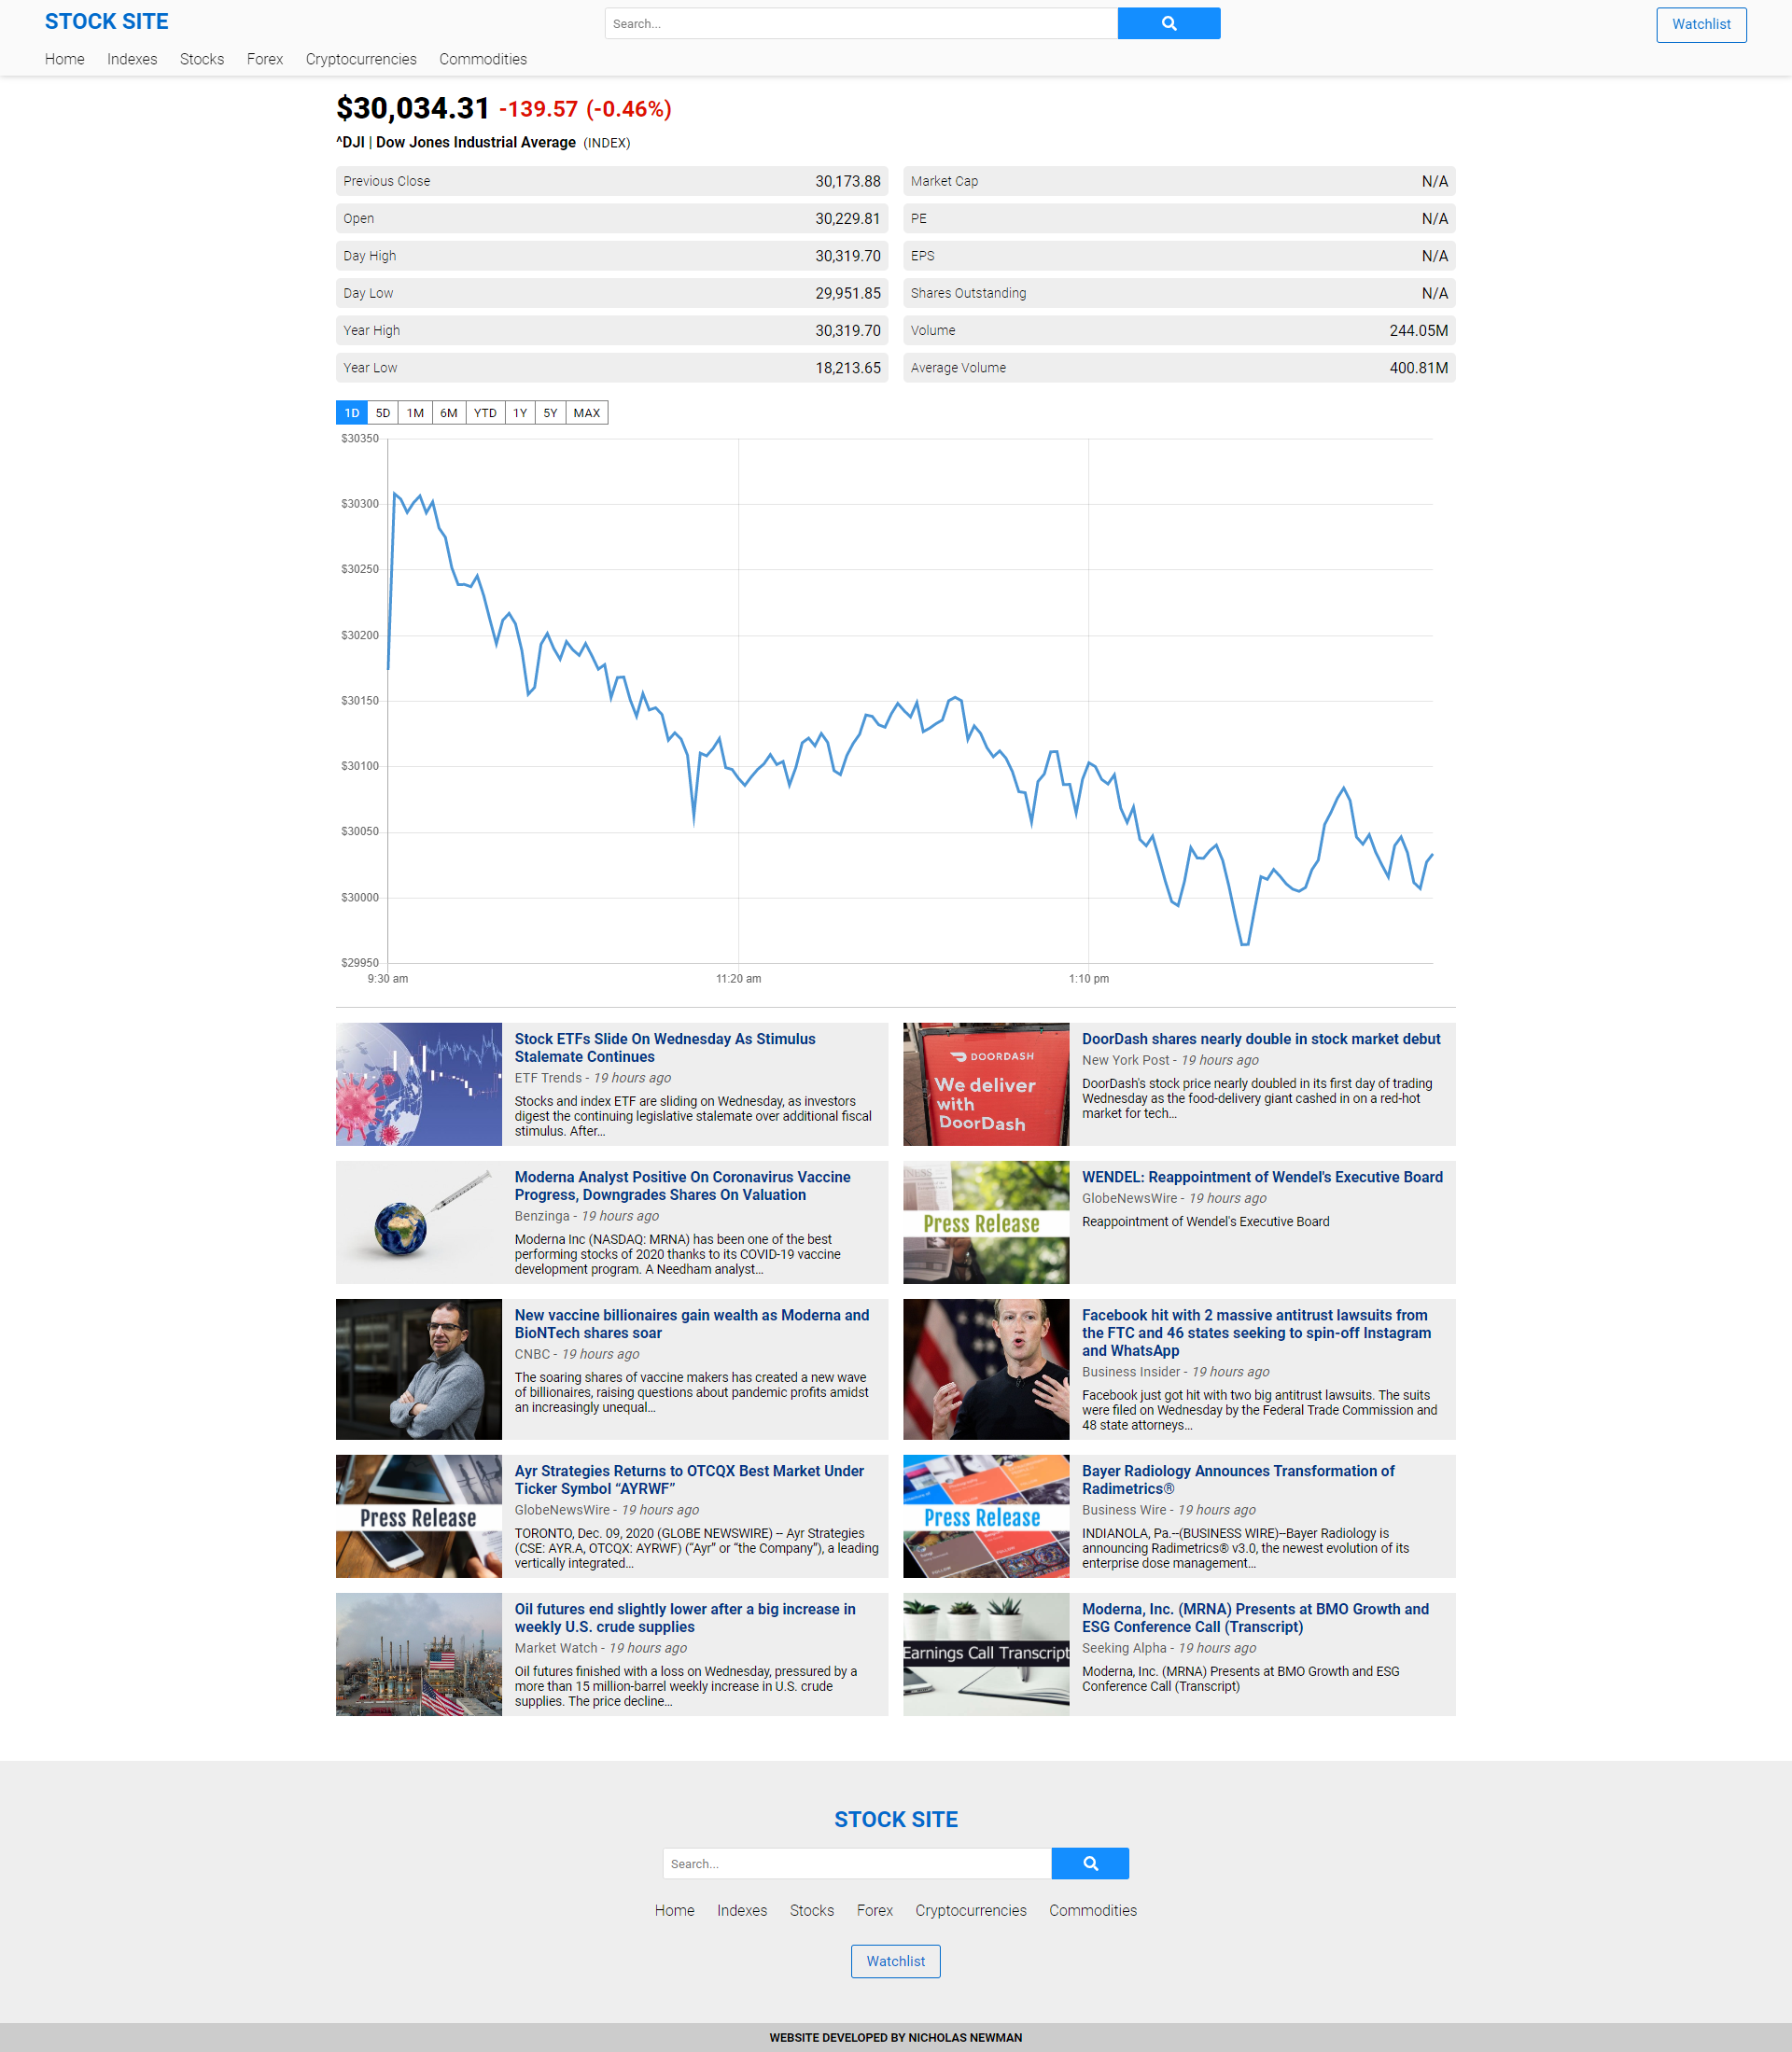 STOCK SITE
Search...
Watchlist
Home Indexes Stocks Forex Cryptocurrencies Commodities
$30,034.31 -139.57 (-0.46%)
^DJI | Dow Jones Industrial Average (INDEX)
Previous Close 30,173.88
Market Cap N/A
Open 30,229.81
PE N/A
Day High 30,319.70
EPS N/A
Day Low 29,951.85
Shares Outstanding N/A
Year High 30,319.70
Volume 244.05M
Year Low 18,213.65
Average Volume 400.81M
1D 5D 1M 6M YTD 1Y 5Y MAX
$30350
$30300
$30250
$30200
$30150
$30100
$30050
$30000
$29950
9:30 am 11:20 am 1:10 pm
Stock ETFs Slide On Wednesday As Stimulus
Stalemate Continues
ETF Trends - 19 hours ago
Stocks and index ETF are sliding on Wednesday, as investors
digest the continuing legislative stalemate over additional fiscal
stimulus. After...
DOORDASH
We deliver
with
DoorDash
DoorDash shares nearly double in stock market debut
New York Post - 19 hours ago
DoorDash's stock price nearly doubled in its first day of trading
Wednesday as the food-delivery giant cashed in on a red-hot
market for tech...
Moderna Analyst Positive On Coronavirus Vaccine
Progress, Downgrades Shares On Valuation
Benzinga - 19 hours ago
Moderna Inc (NASDAQ: MRNA) has been one of the best
performing stocks of 2020 thanks to its COVID-19 vaccine
development program. A Needham analyst...
Press Release
WENDEL: Reappointment of Wendel's Executive Board
GlobeNewsWire - 19 hours ago
Reappointment of Wendel's Executive Board
New vaccine billionaires gain wealth as Moderna and
BioNTech shares soar
CNBC - 19 hours ago
The soaring shares of vaccine makers has created a new wave
of billionaires, raising questions about pandemic profits amidst
an increasingly unequal...
Facebook hit with 2 massive antitrust lawsuits from
the FTC and 46 states seeking to spin-off Instagram
and WhatsApp
Business Insider - 19 hours ago
Facebook just got hit with two big antitrust lawsuits. The suits
were filed on Wednesday by the Federal Trade Commission and
48 state attorneys...
Press Release
Ayr Strategies Returns to OTCQX Best Market Under
Ticker Symbol “AYRWF”
GlobeNewsWire - 19 hours ago
TORONTO, Dec. 09, 2020 (GLOBE NEWSWIRE) -- Ayr Strategies
(CSE: AYR.A, OTCQX: AYRWF) (“Ayr” or “the Company”), a leading
vertically integrated...
Press Release
Bayer Radiology Announces Transformation of
Radimetrics®
Business Wire - 19 hours ago
INDIANOLA, Pa.--(BUSINESS WIRE)--Bayer Radiology is
announcing Radimetrics® v3.0, the newest evolution of its
enterprise dose management...
Oil futures end slightly lower after a big increase in
weekly U.S. crude supplies
Market Watch - 19 hours ago
Oil futures finished with a loss on Wednesday, pressured by a
more than 15 million-barrel weekly increase in U.S. crude
supplies. The price decline...
Earnings Call Transcript
Moderna, Inc. (MRNA) Presents at BMO Growth and
ESG Conference Call (Transcript)
Seeking Alpha - 19 hours ago
Moderna, Inc. (MRNA) Presents at BMO Growth and ESG
Conference Call (Transcript)
STOCK SITE
Search...
Home Indexes Stocks Forex Cryptocurrencies Commodities
Watchlist
WEBSITE DEVELOPED BY NICHOLAS NEWMAN